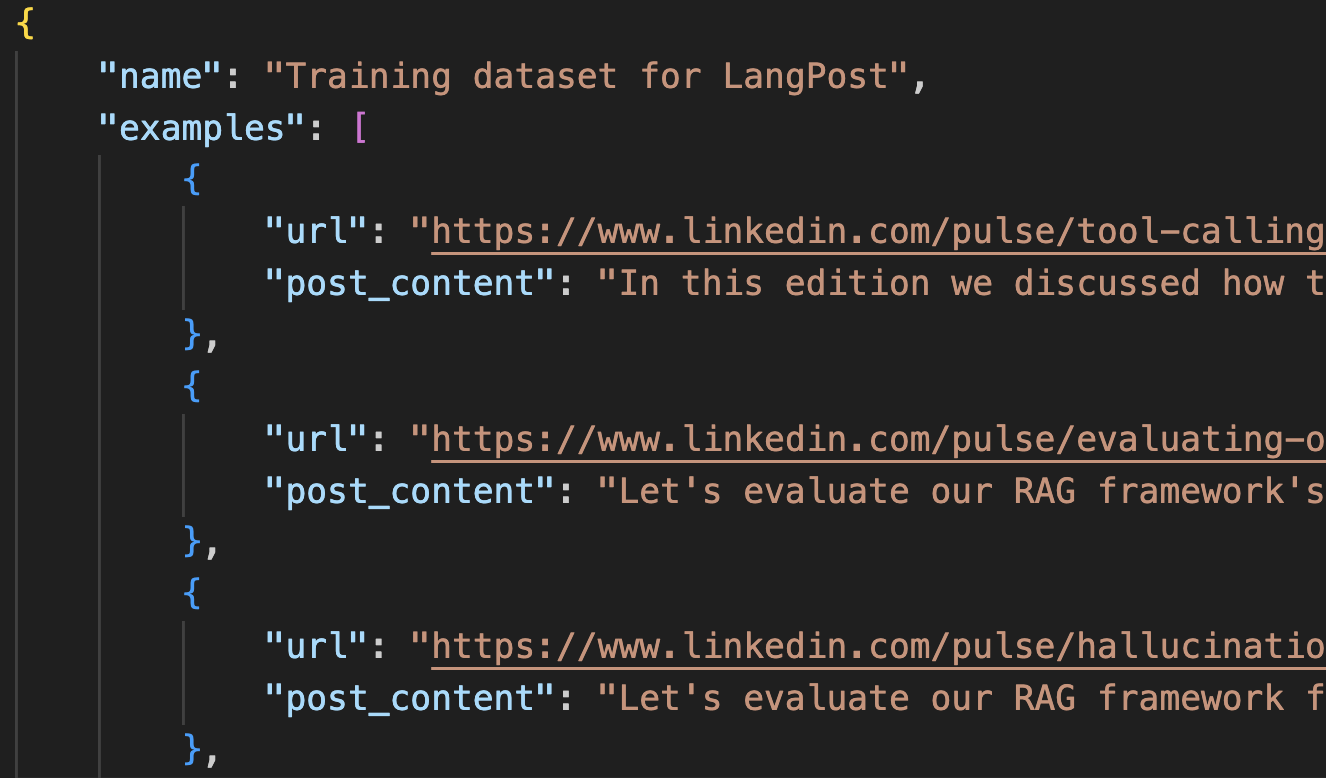 {
"name": "Training dataset for LangPost",
"examples": [
{
"url": "https://www.linkedin.com/pulse/tool-calling
"post_content": "In this edition we discussed how t
},
{
"url": "https://www.linkedin.com/pulse/evaluating-o
"post_content": "Let's evaluate our RAG framework's
},
{
"url": "https://www.linkedin.com/pulse/hallucinatio
"post_content": "Let's evaluate our RAG framework f
},